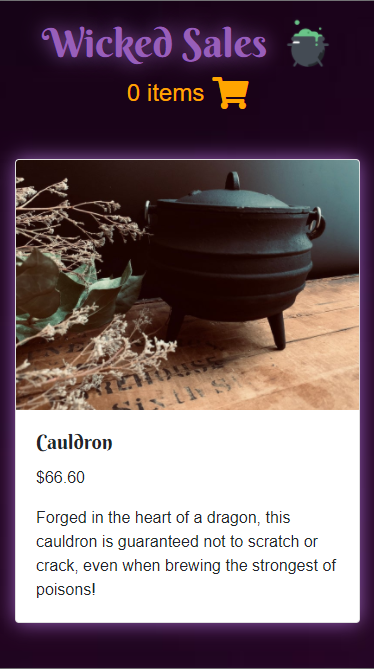 Wicked Sales
0 items
Cauldron
$66.60
Forged in the heart of a dragon, this
cauldron is guaranteed not to scratch or
crack, even when brewing the strongest of
poisons!